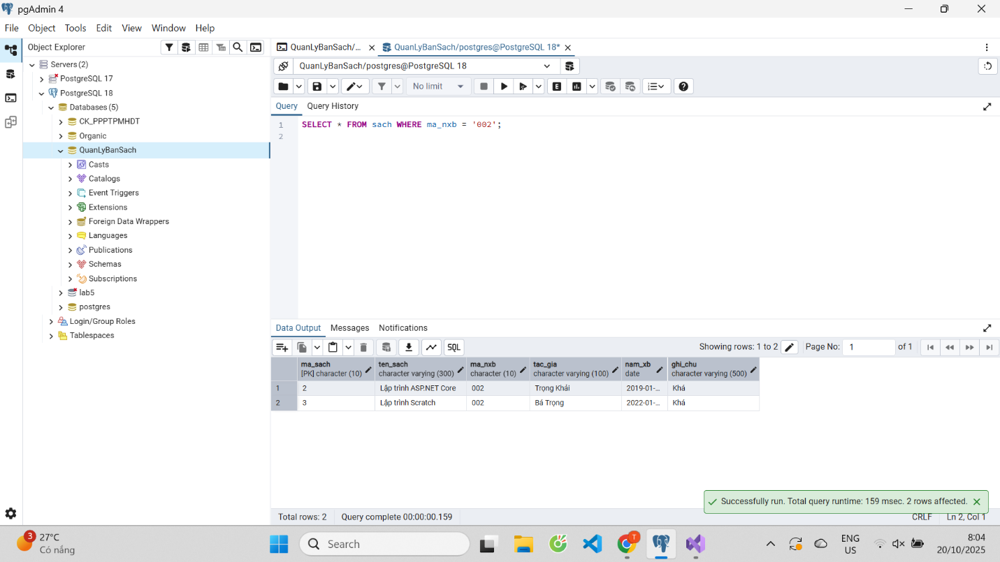 pgAdmin 4
File Object Tools Edit View Window Help
Object Explorer
Servers (2)
PostgreSQL 17
PostgreSQL 18
Databases (5)
CK_PPPTPMHDT
Organic
QuanLyBanSach
Casts
Catalogs
Event Triggers
Extensions
Foreign Data Wrappers
Languages
Publications
Schemas
Subscriptions
lab5
postgres
Login/Group Roles
Tablespaces
QuanLyBanSach/... QuanLyBanSach/postgres@PostgreSQL 18*
QuanLyBanSach/postgres@PostgreSQL 18
No limit
E
Query Query History
1 SELECT * FROM sach WHERE ma_nxb = '002';
2
Data Output Messages Notifications
SQL Showing rows: 1 to 2 Page No: 1 of 1
ma_sach ten_sach ma_nxb tac_gia nam_xb ghi_chu
[PK] character (10) character varying (300) character (10) character varying (100) date character varying (500)
1 2 Lập trình ASP.NET Core 002 Trọng Khải 2019-01-... Khá
2 3 Lập trình Scratch 002 Bá Trọng 2022-01-... Khá
Successfully run. Total query runtime: 159 msec. 2 rows affected.
Total rows: 2 Query complete 00:00:00.159 CRLF Ln 2, Col 1
3 27°C
Có nắng
Search
T
ENG
US
8:04
20/10/2025